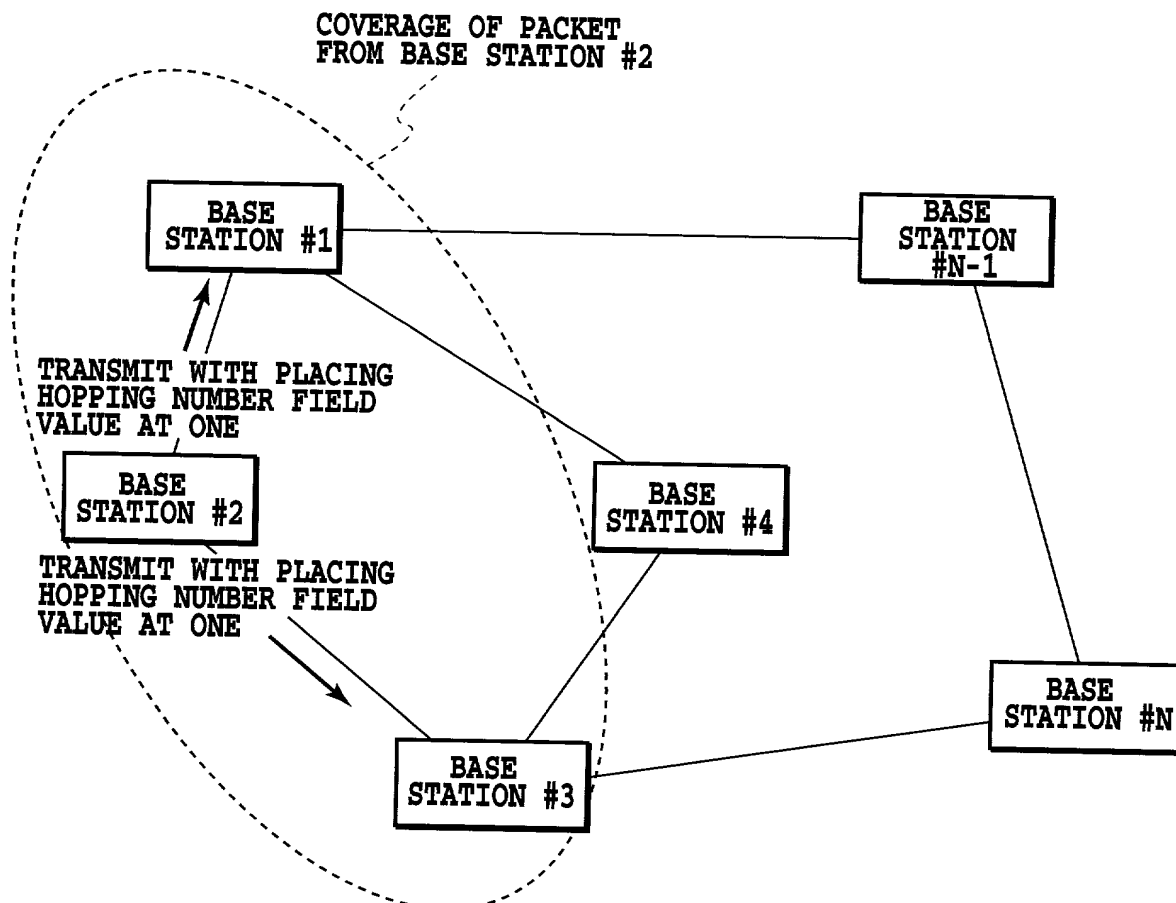 COVERAGE OF PACKET
FROM BASE STATION #2
BASE
STATION #1
BASE
STATION
#N-1
TRANSMIT WITH PLACING
HOPPING NUMBER FIELD
VALUE AT ONE
BASE
STATION #2
BASE
STATION #4
TRANSMIT WITH PLACING
HOPPING NUMBER FIELD
VALUE AT ONE
BASE
STATION #N
BASE
STATION #3